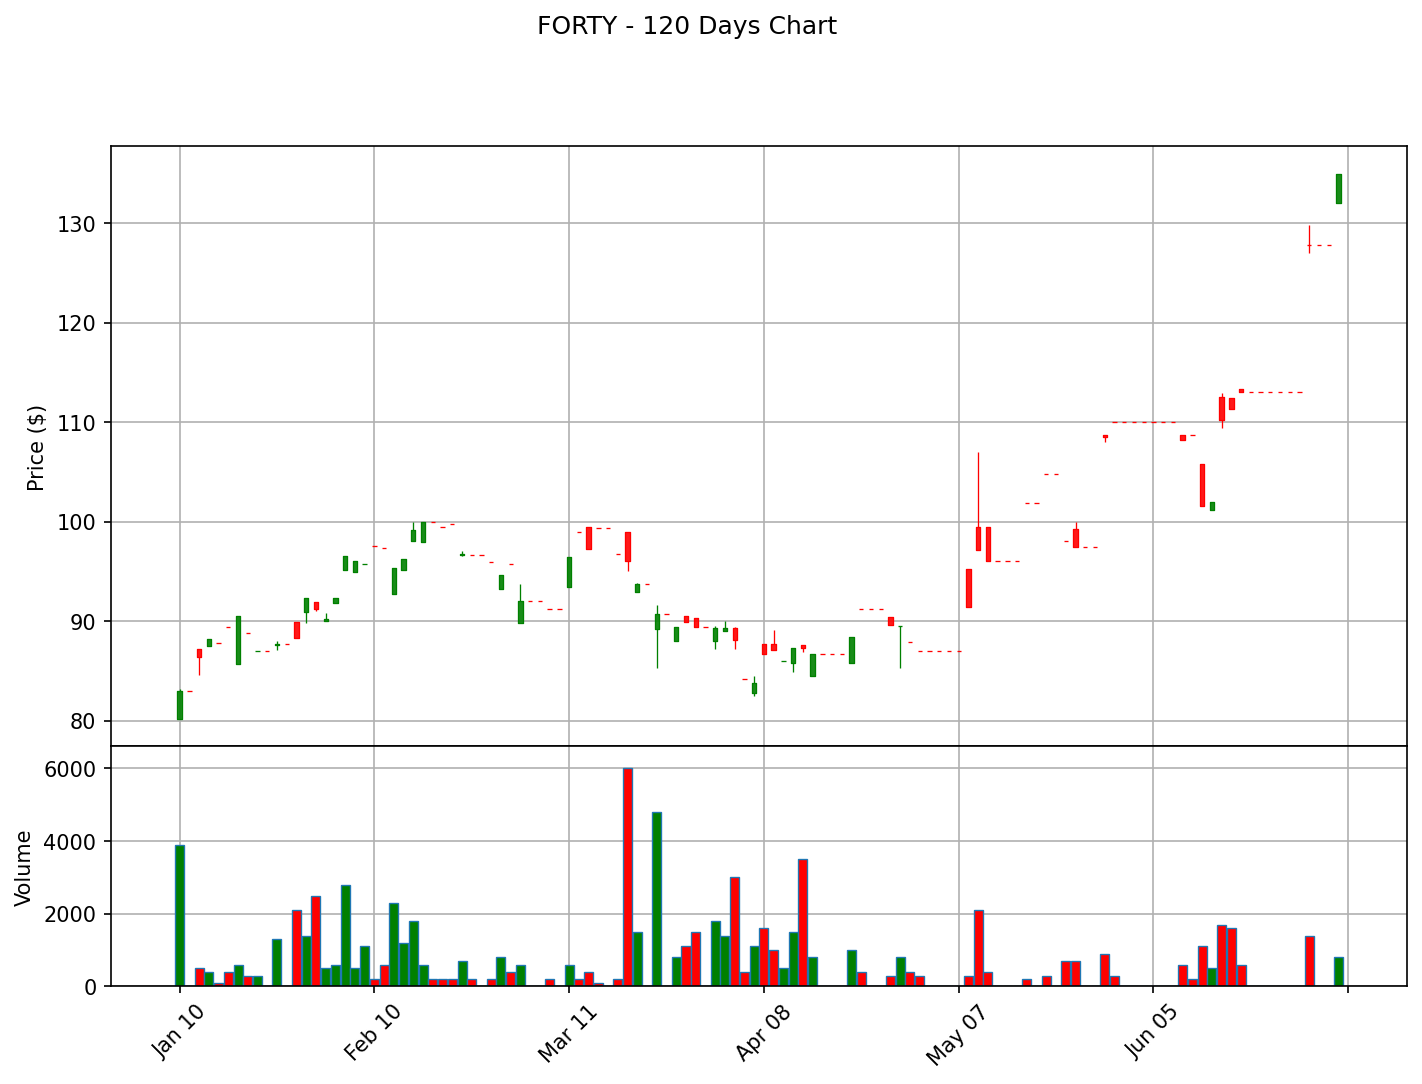 FORTY - 120 Days Chart
Price ($)
130
120
110
100
90
80
Volume
6000
4000
2000
0
Jan 10
Feb 10
Mar 11
Apr 08
May 07
Jun 05